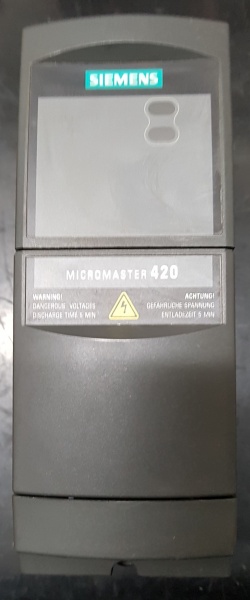 SIEMENS
MICROMASTER 420
WARNING! ACHTUNG!
DANGEROUS VOLTAGES GEFÄHRLICHE SPANNUNG
DISCHARGE TIME 5 MIN ENTLADEZEIT 5 MIN